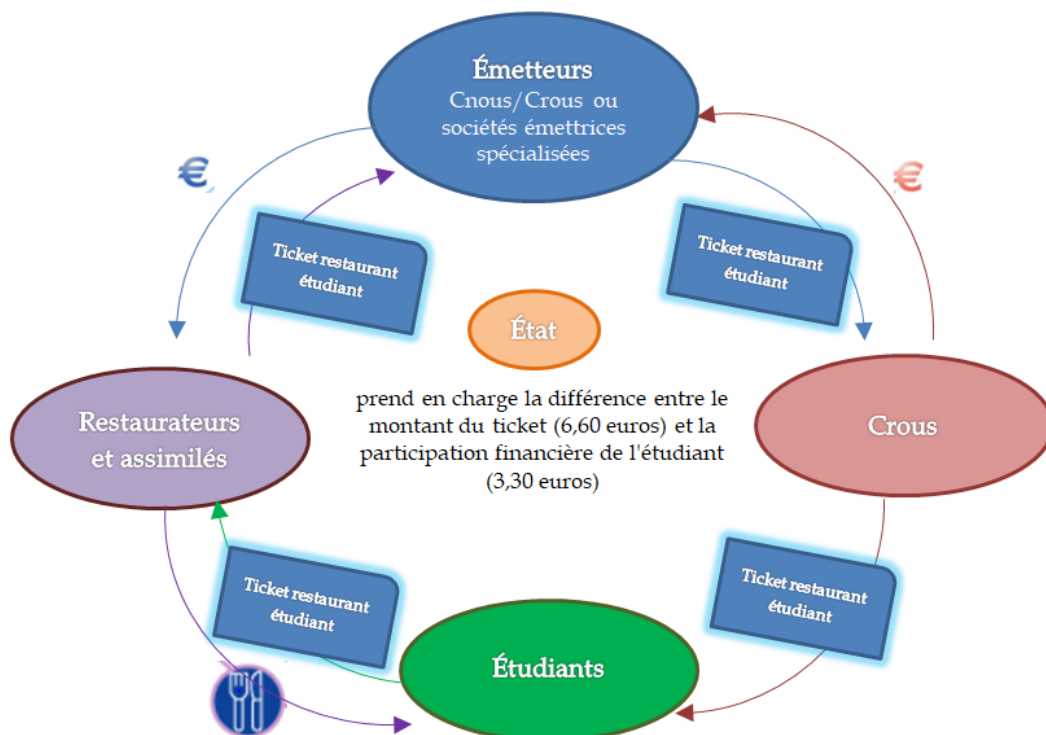 Émetteurs
Cnous/Crous ou
sociétés émettrices
spécialisées
€
€
Ticket restaurant
étudiant
Ticket restaurant
étudiant
État
prend en charge la différence entre le
montant du ticket (6,60 euros) et la
participation financière de l'étudiant
(3,30 euros)
Restaurateurs
et assimilés
Crous
Ticket restaurant
étudiant
Ticket restaurant
étudiant
Étudiants